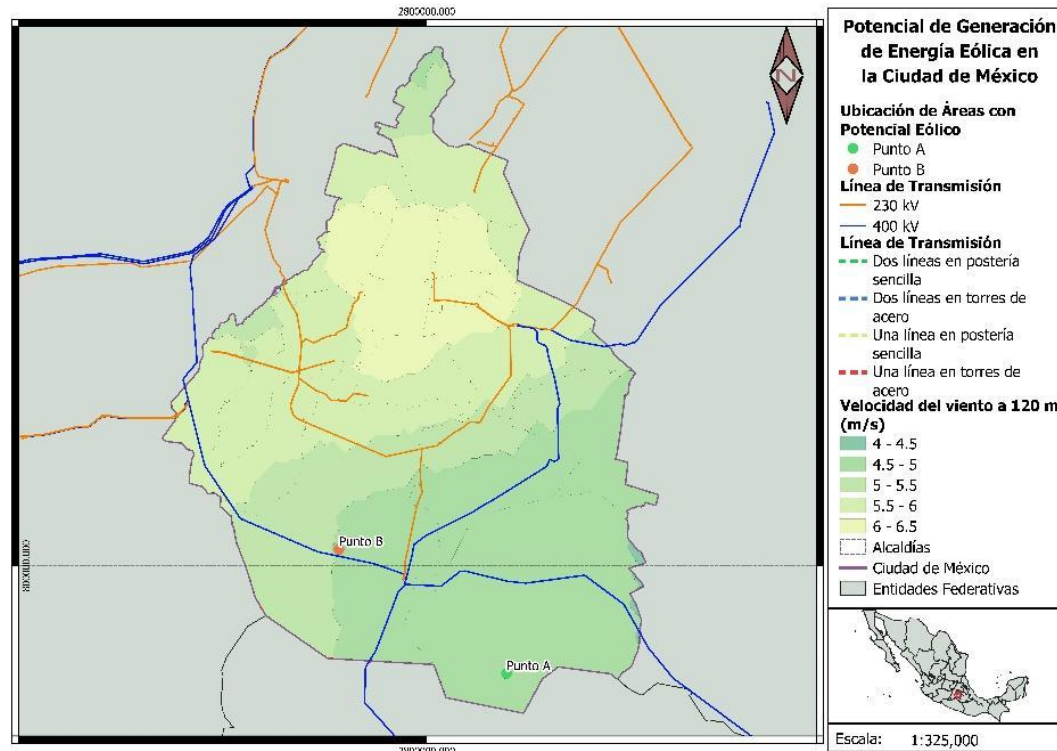 2800000.000
Potencial de Generación
de Energía Eólica en
la Ciudad de México
Ubicación de Áreas con
Potencial Eólico
Punto A
Punto B
Línea de Transmisión
230 kV
400 kV
Línea de Transmisión
Dos líneas en postería
sencilla
Dos líneas en torres de
acero
Una línea en postería
sencilla
Una línea en torres de
acero
Velocidad del viento a 120 m
(m/s)
4 - 4.5
4.5 - 5
5 - 5.5
5.5 - 6
6 - 6.5
Alcaldías
Ciudad de México
Entidades Federativas
Escala: 1:325,000
N
Punto B
Punto A
2800000.000